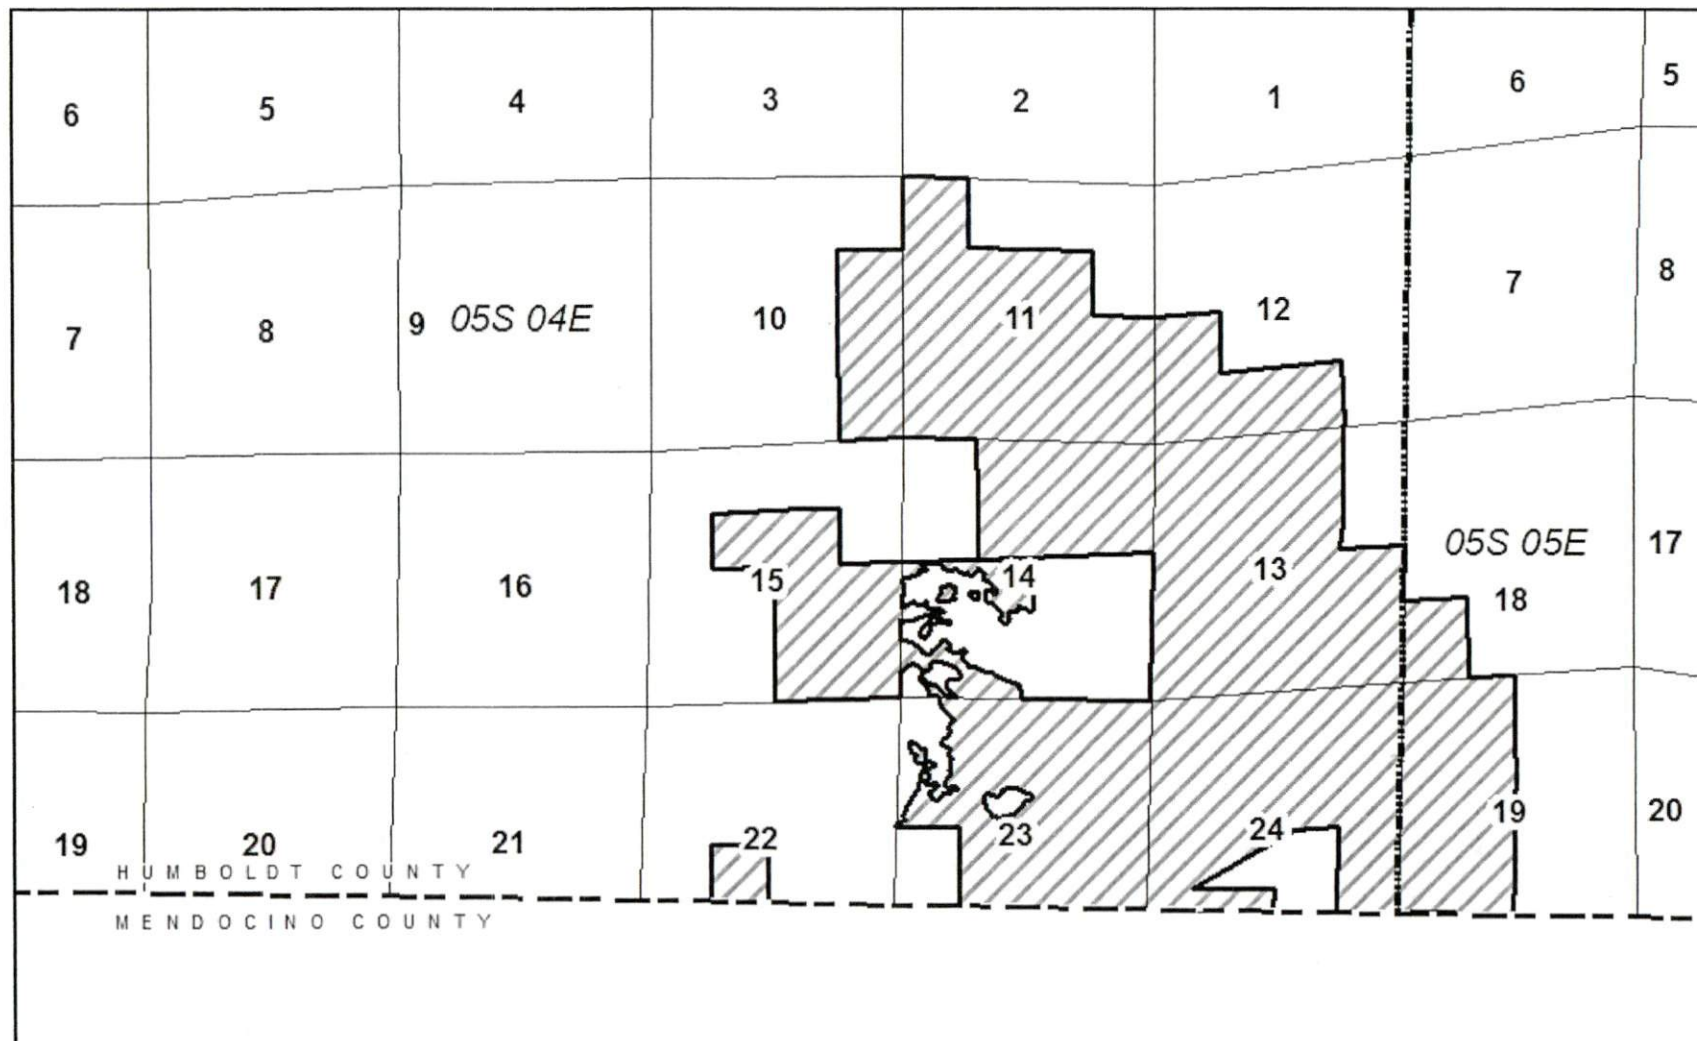 6 5 4 3 2 1 6 5
7 8 9 05S 04E 10 11 12 7 8
18 17 16 15 14 13 05S 05E 18 17
19 20 21 22 23 24 19 20
HUMBOLDT COUNTY
MENDOCINO COUNTY